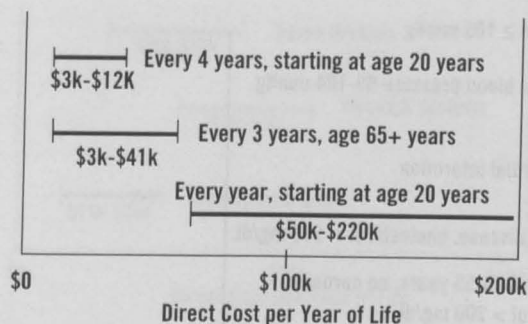 Every 4 years, starting at age 20 years
$3k-$12K
Every 3 years, age 65+ years
$3k-$41k
Every year, starting at age 20 years
$50k-$220k
$0 $100k $200k
Direct Cost per Year of Life